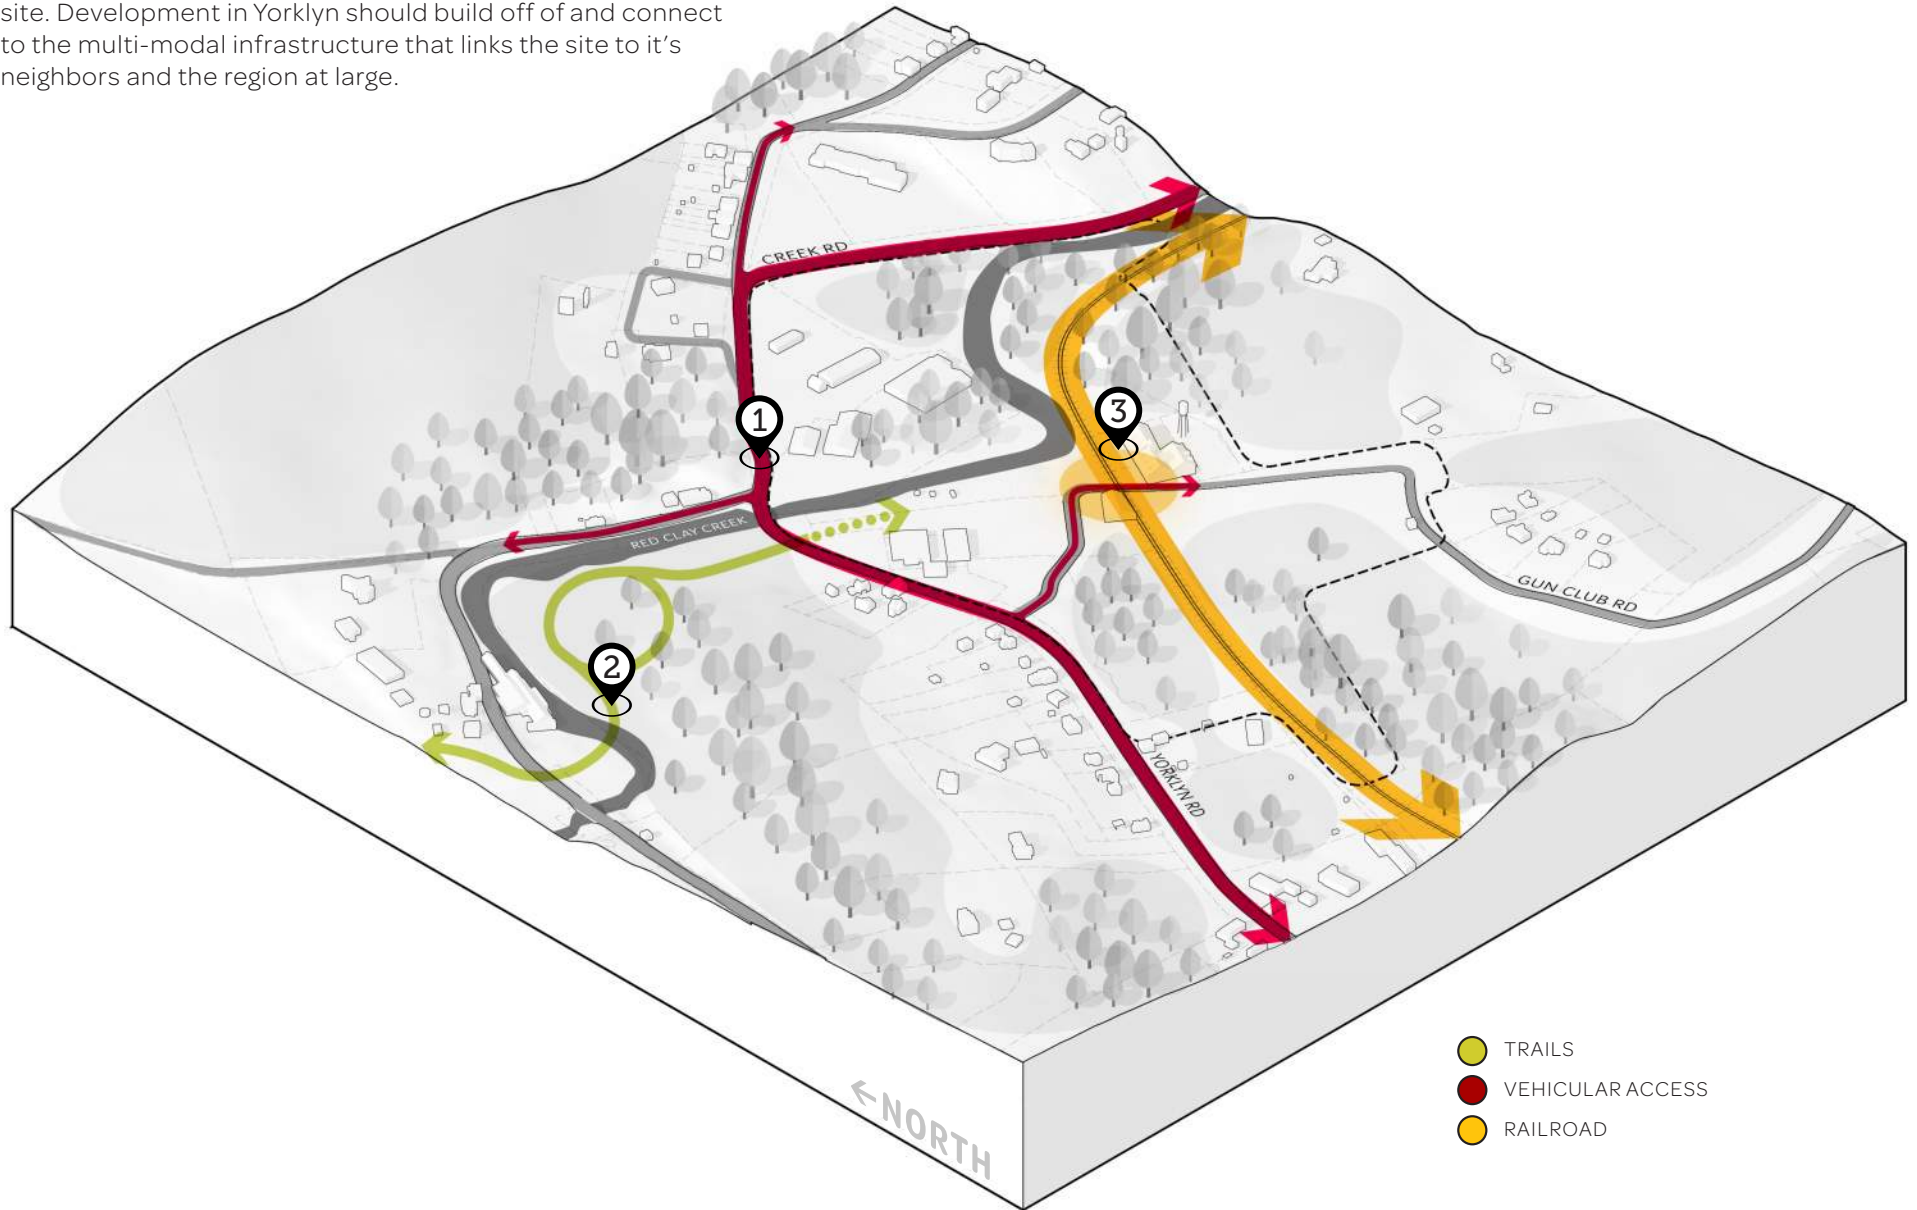 site. Development in Yorklyn should build off of and connect
to the multi-modal infrastructure that links the site to it's
neighbors and the region at large.
CREEK RD
1
3
RED CLAY CREEK
GUN CLUB RD
2
YORKLYN RD
TRAILS
VEHICULAR ACCESS
RAILROAD
←NORTH